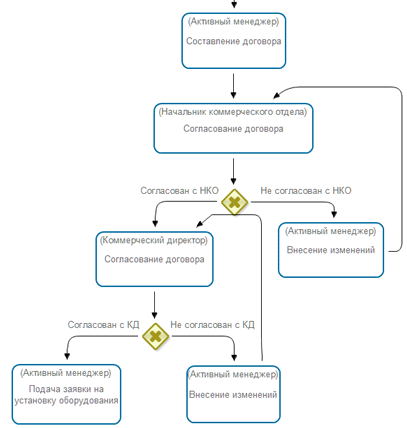 (Активный менеджер)
Составление договора
(Начальник коммерческого отдела)
Согласование договора
Согласован с НКО
Не согласован с НКО
(Активный менеджер)
Внесение изменений
(Коммерческий директор)
Согласование договора
Согласован с КД
Не согласован с КД
(Активный менеджер)
Подача заявки на
установку оборудования
(Активный менеджер)
Внесение изменений